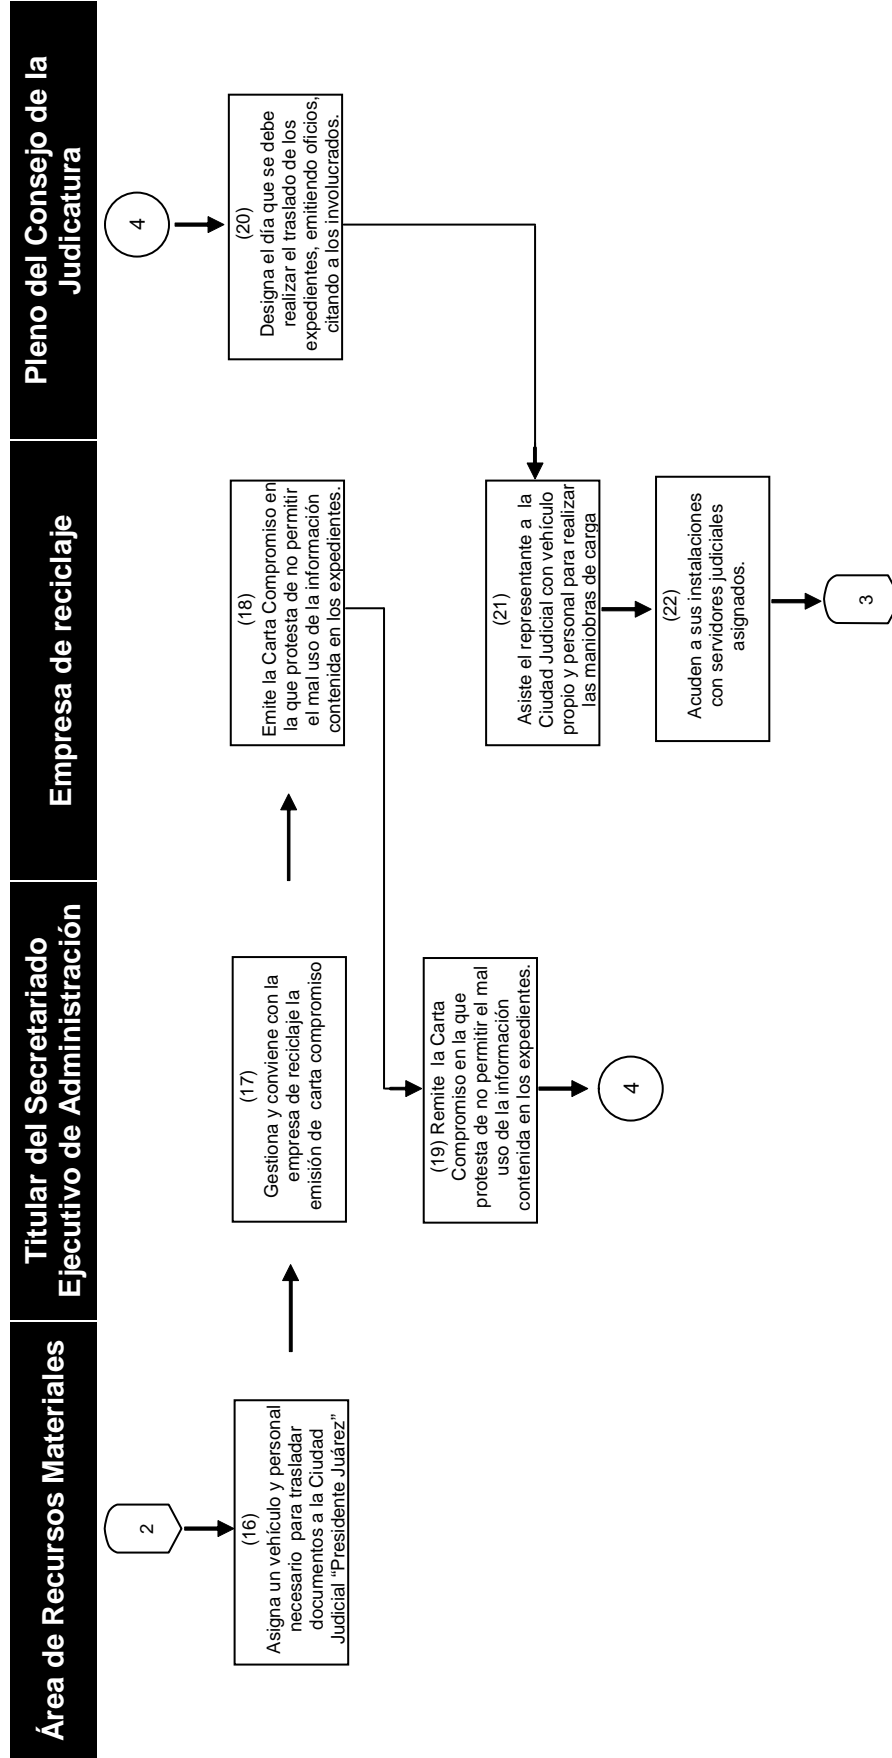 Área de Recursos Materiales
Titular del Secretariado
Ejecutivo de Administración
Empresa de reciclaje
Pleno del Consejo de la
Judicatura
2
(16)
Asigna un vehículo y personal
necesario para trasladar
documentos a la Ciudad
Judicial “Presidente Juárez”
(17)
Gestiona y conviene con la
empresa de reciclaje la
emisión de carta compromiso
(18)
Emite la Carta Compromiso en
la que protesta de no permitir
el mal uso de la información
contenida en los expedientes.
(19) Remite la Carta
Compromiso en la que
protesta de no permitir el mal
uso de la información
contenida en los expedientes.
4
4
(20)
Designa el día que se debe
realizar el traslado de los
expedientes, emitiendo oficios,
citando a los involucrados.
(21)
Asiste el representante a la
Ciudad Judicial con vehículo
propio y personal para realizar
las maniobras de carga
(22)
Acuden a sus instalaciones
con servidores judiciales
asignados.
3